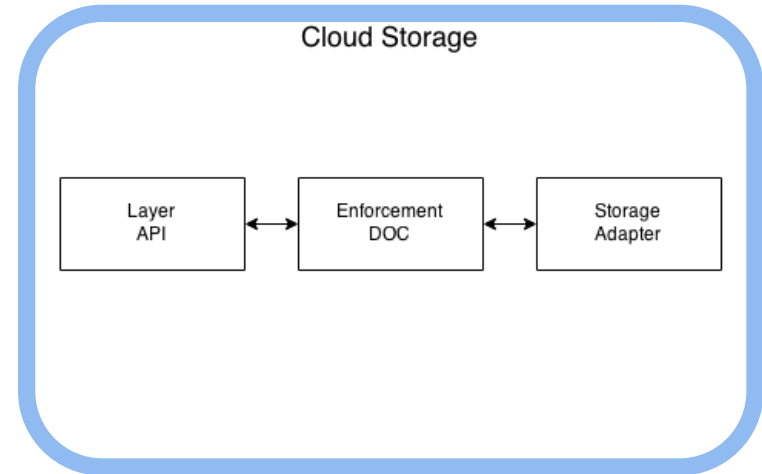 Cloud Storage
Layer
API
Enforcement
DOC
Storage
Adapter